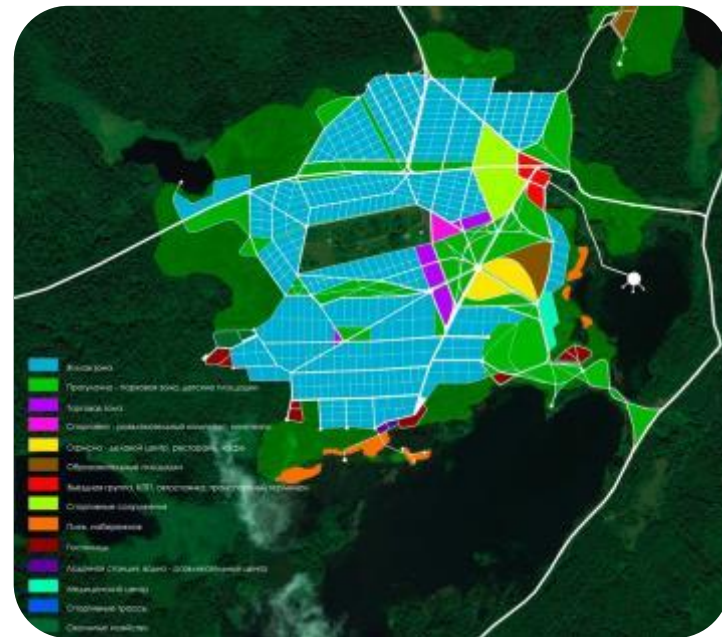 Жилая зона
Прогулочно - парковая зона, детские площадки
Торговая зона
Спортивно - развлекательный комплекс,
Офисно - деловой центр, рестораны, кафе
Образовательные площадки
Въездная группа, КПП, автостоянка, транспортный терминал
Спортивные сооружения
Пляж, набережная
Гостиницы
Лодочная станция, водно - развлекательный центр
Медицинский центр
Спортивные трассы
хозяйство